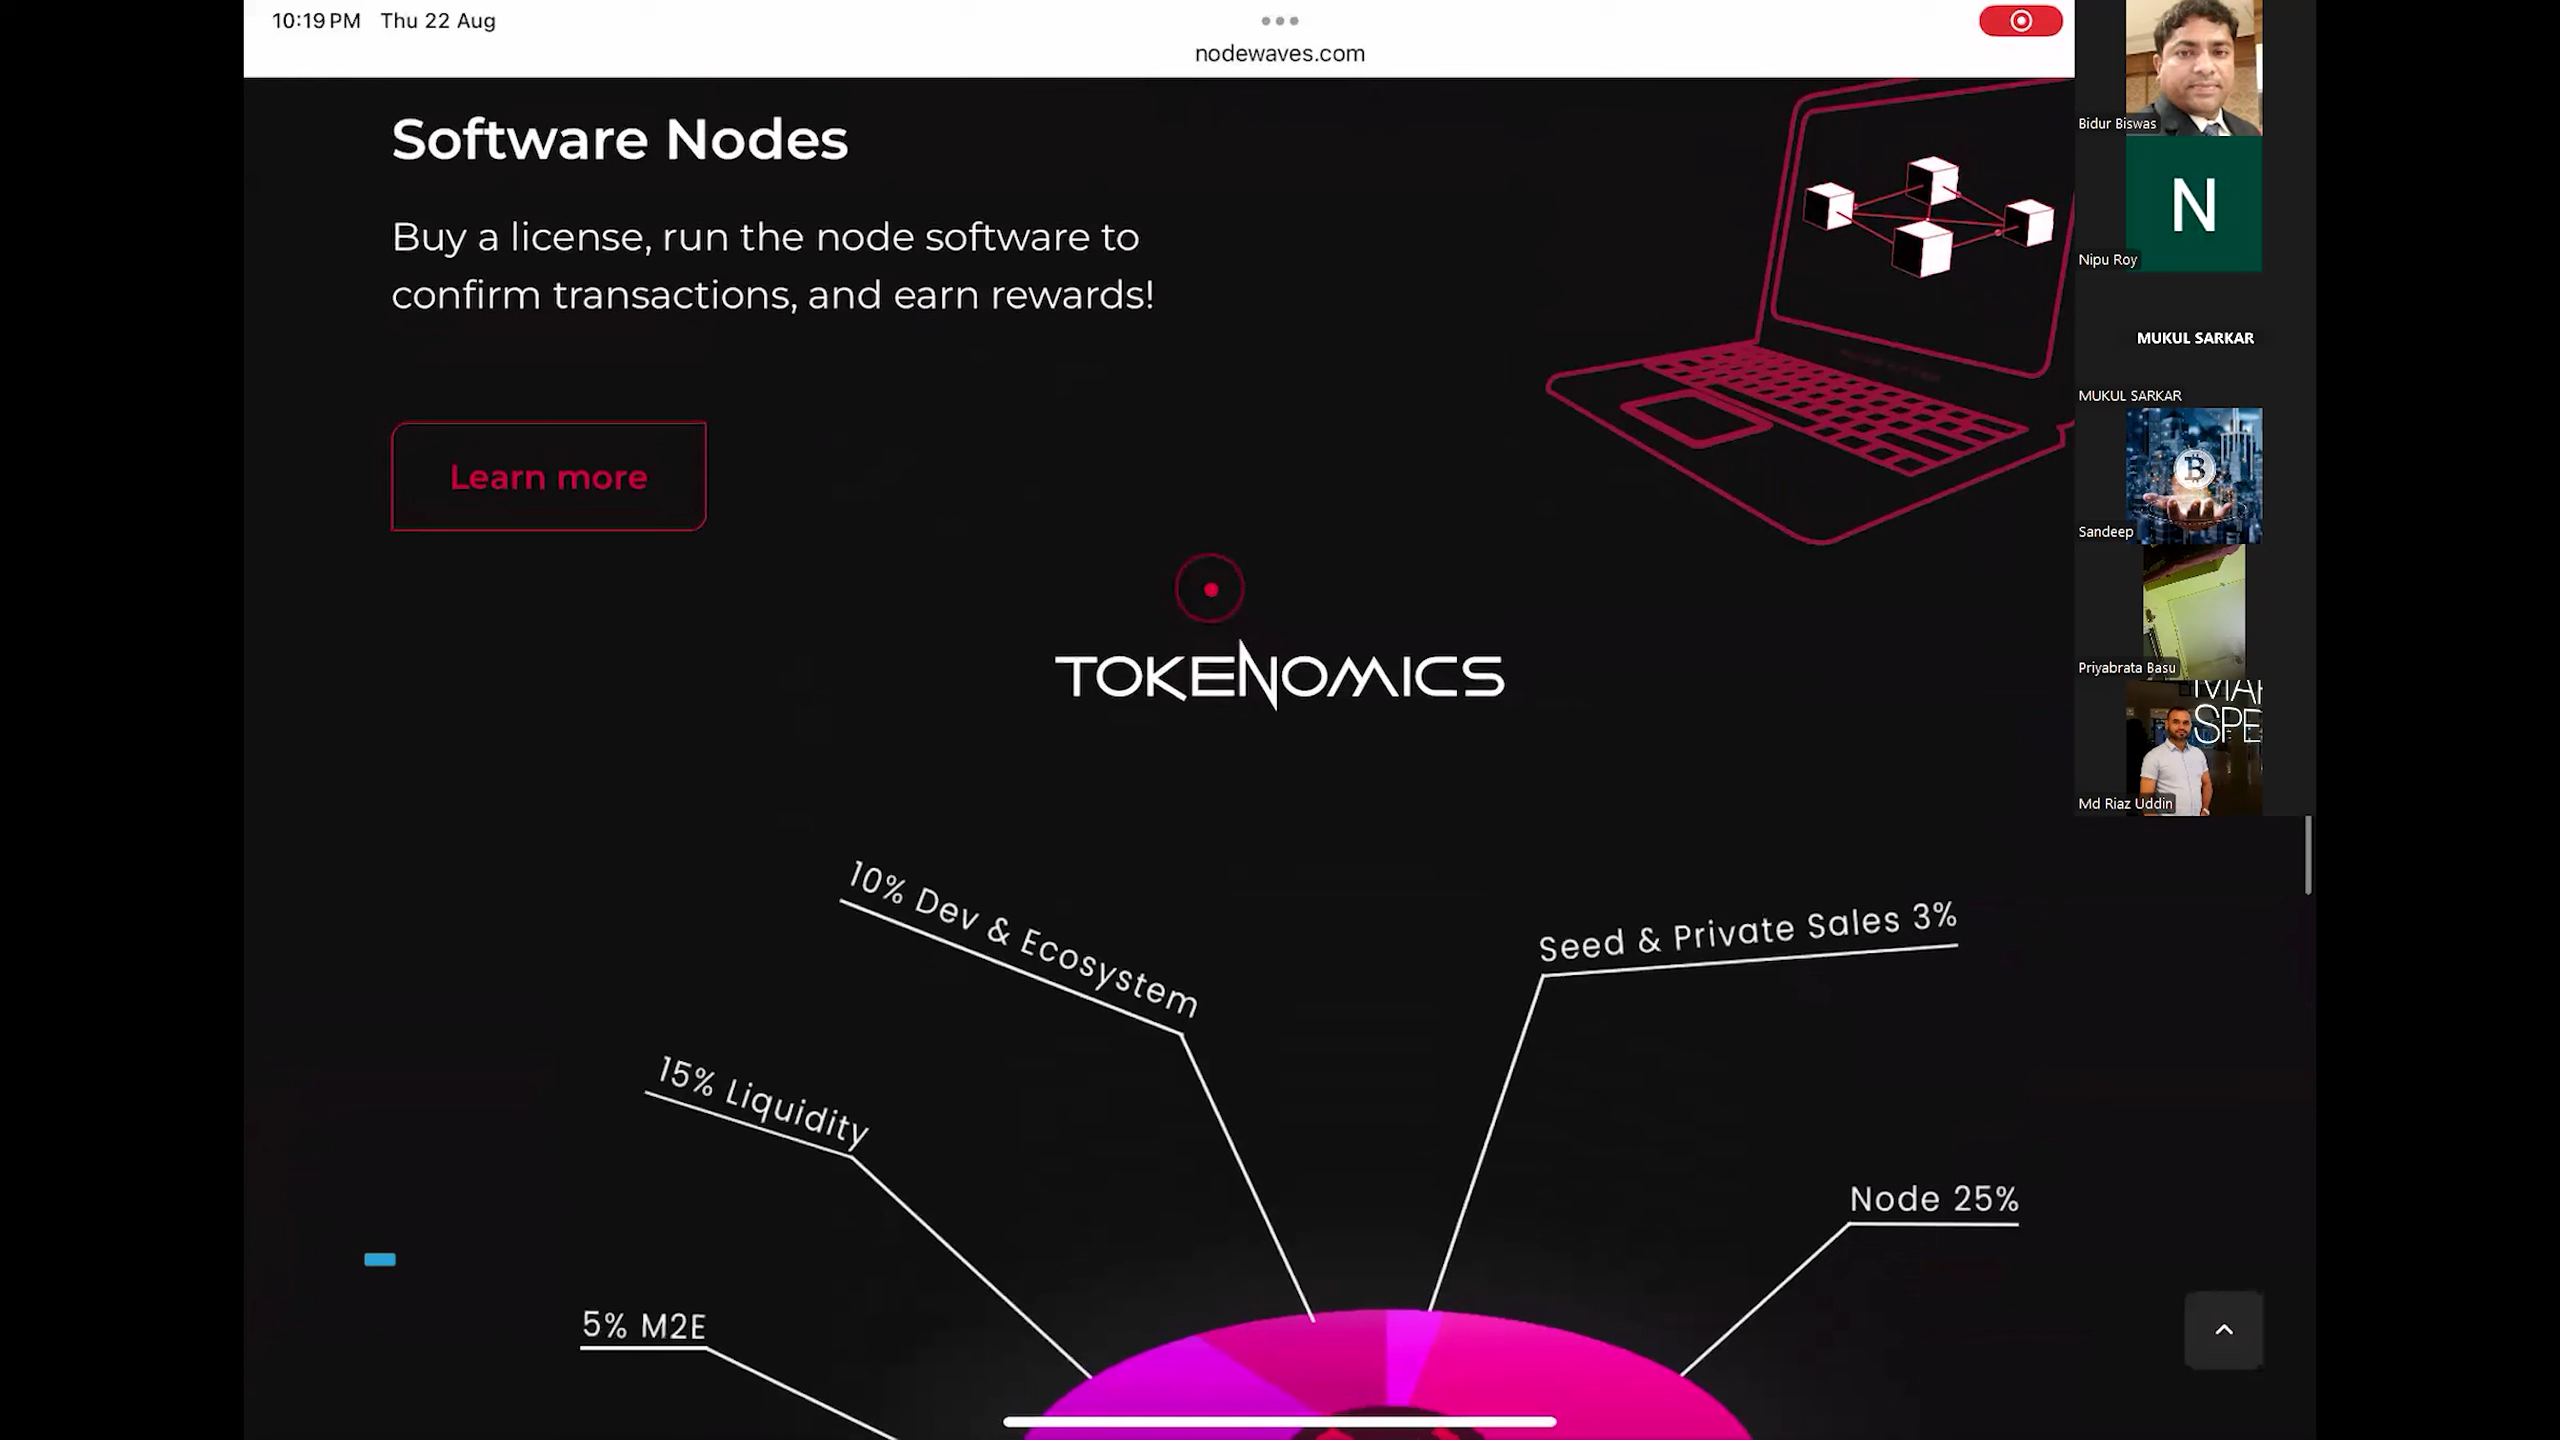 10:19 PM Thu 22 Aug
nodewaves.com
Software Nodes
Buy a license, run the node software to
confirm transactions, and earn rewards!
Learn more
TOKENOMICS
10% Dev & Ecosystem
Seed & Private Sales 3%
15% Liquidity
Node 25%
5% M2E
Bidur Biswas
N
Nipu Roy
MUKUL SARKAR
MUKUL SARKAR
B
Sandeep
Priyabrata Basu
SPE
Md Riaz Uddin